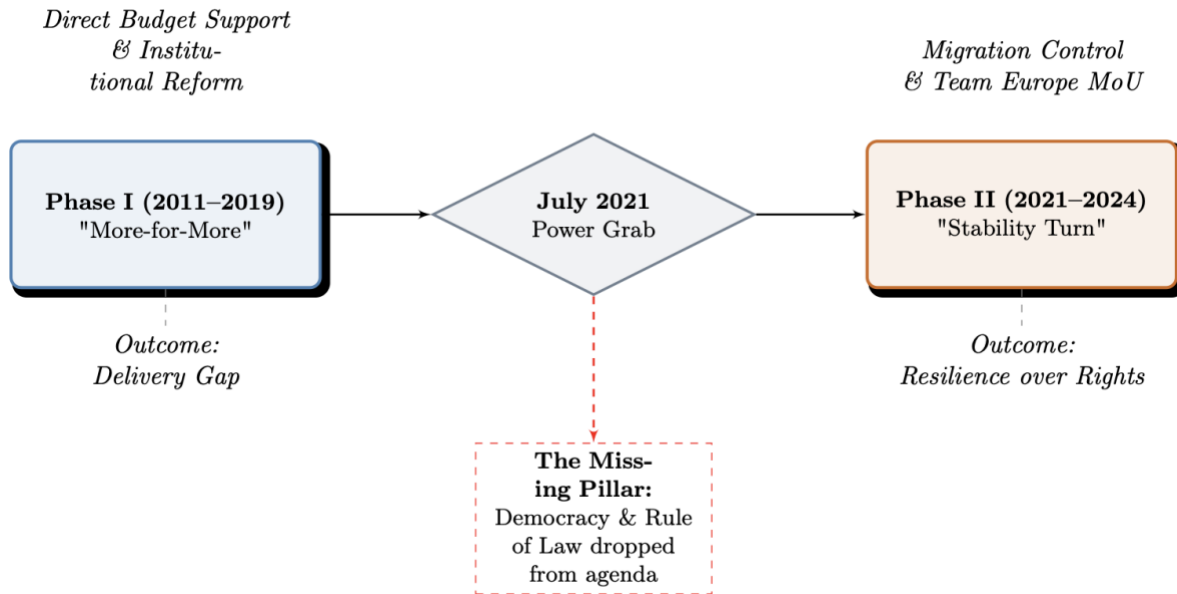 Direct Budget Support
& Institu-
tional Reform
Migration Control
& Team Europe MoU
Phase I (2011–2019)
"More-for-More"
July 2021
Power Grab
Phase II (2021–2024)
"Stability Turn"
Outcome:
Delivery Gap
Outcome:
Resilience over Rights
The Miss-
ing Pillar:
Democracy & Rule
of Law dropped
from agenda